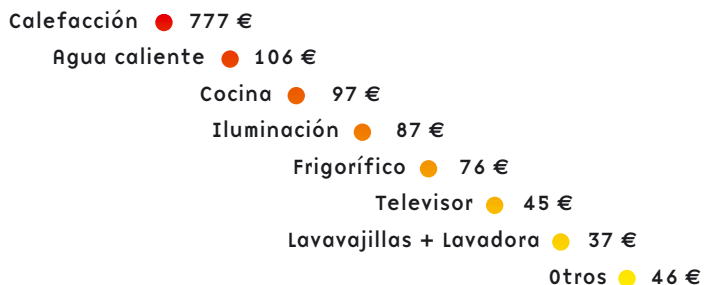 Calefacción 777 €
Agua caliente 106 €
Cocina 97 €
Iluminación 87 €
Frigorífico 76 €
Televisor 45 €
Lavavajillas + Lavadora 37 €
Otros 46 €